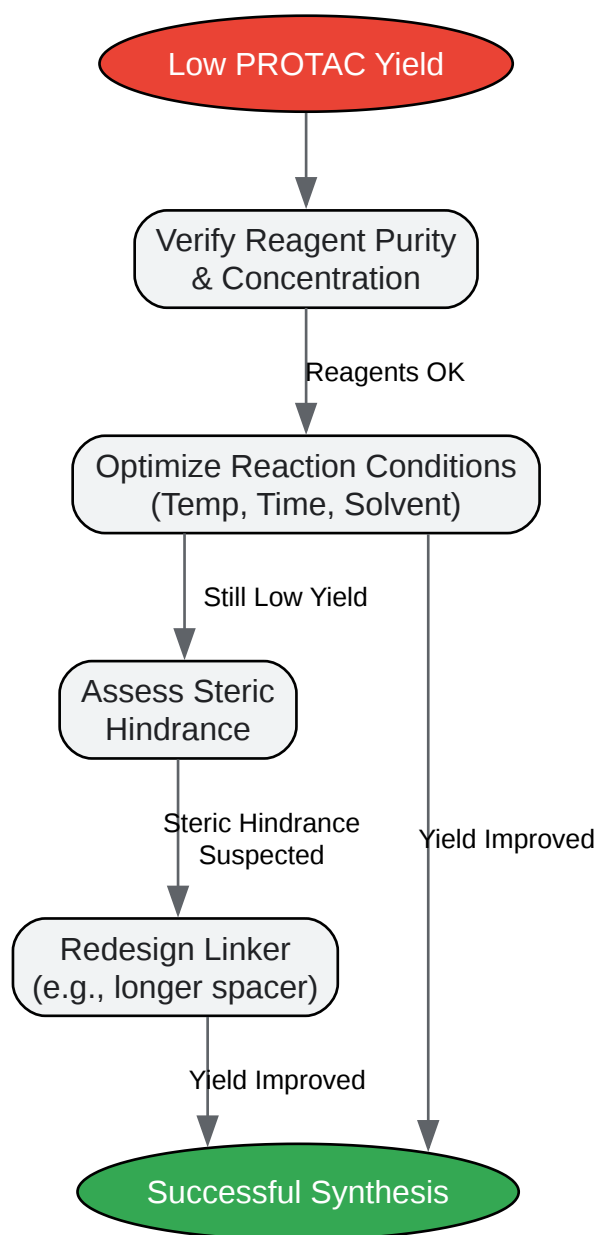 Low PROTAC Yield
Verify Reagent Purity
& Concentration
Reagents OK
Optimize Reaction Conditions
(Temp, Time, Solvent)
Still Low Yield
Assess Steric
Hindrance
Steric Hindrance
Suspected
Yield Improved
Redesign Linker
(e.g., longer spacer)
Yield Improved
Successful Synthesis